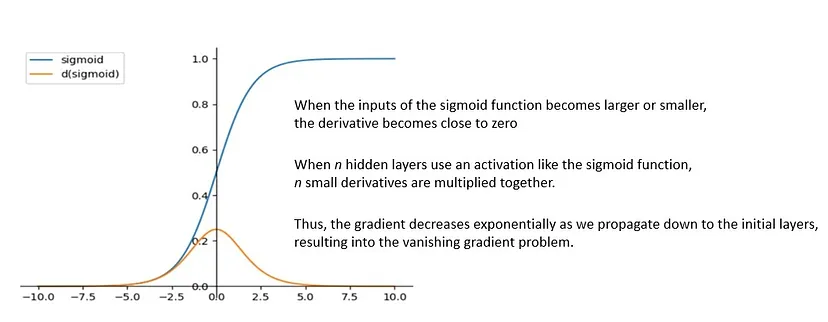 sigmoid
d(sigmoid)
1.0
0.8
0.6
0.4
0.2
0.0
−10.0 −7.5 −5.0 −2.5 0.0 2.5 5.0 7.5 10.0
When the inputs of the sigmoid function becomes larger or smaller,
the derivative becomes close to zero
When n hidden layers use an activation like the sigmoid function,
n small derivatives are multiplied together.
Thus, the gradient decreases exponentially as we propagate down to the initial layers,
resulting into the vanishing gradient problem.